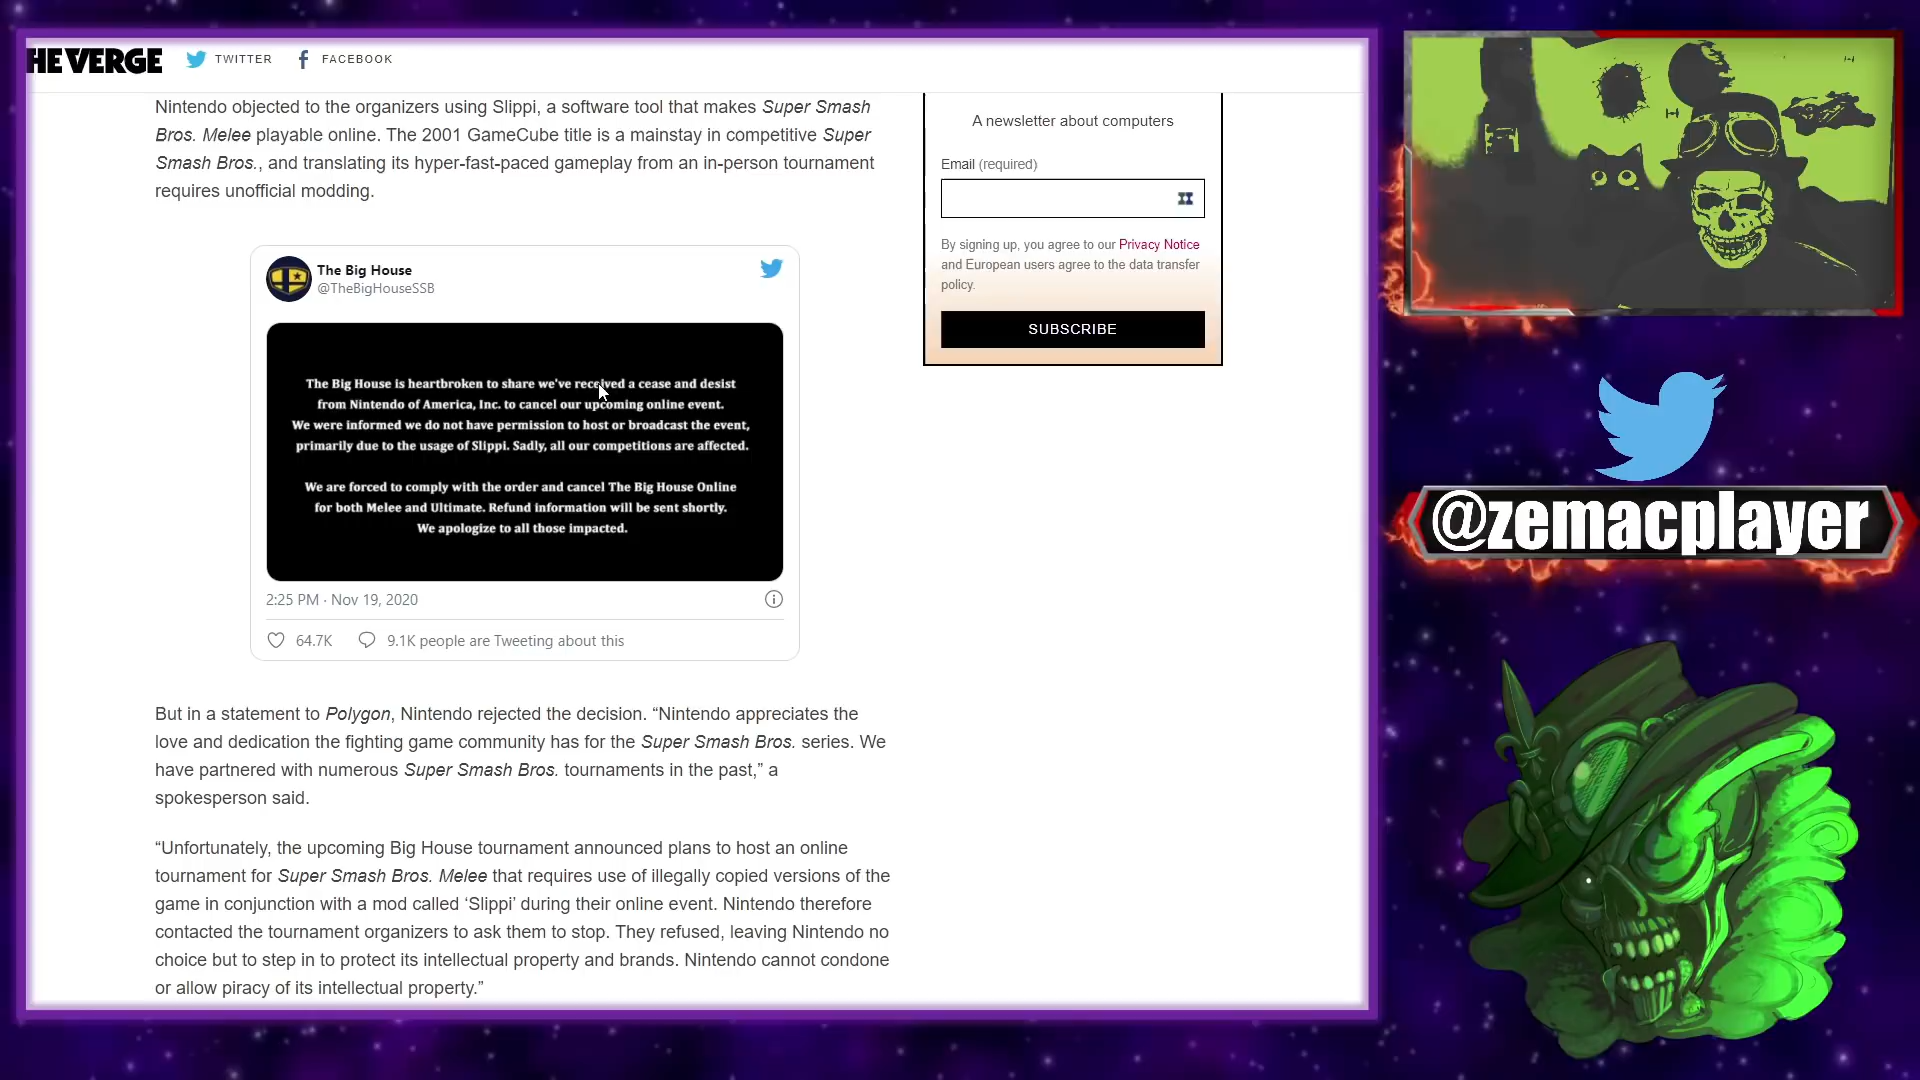 HE VERGE
TWITTER
FACEBOOK
Nintendo objected to the organizers using Slippi, a software tool that makes Super Smash
Bros. Melee playable online. The 2001 GameCube title is a mainstay in competitive Super
Smash Bros., and translating its hyper-fast-paced gameplay from an in-person tournament
requires unofficial modding.
The Big House
@TheBigHouseSSB
The Big House is heartbroken to share we've received a cease and desist
from Nintendo of America, Inc. to cancel our upcoming online event.
We were informed we do not have permission to host or broadcast the event,
primarily due to the usage of Slippi. Sadly, all our competitions are affected.
We are forced to comply with the order and cancel The Big House Online
for both Melee and Ultimate. Refund information will be sent shortly.
We apologize to all those impacted.
2:25 PM · Nov 19, 2020
64.7K
9.1K people are Tweeting about this
But in a statement to Polygon, Nintendo rejected the decision. “Nintendo appreciates the
love and dedication the fighting game community has for the Super Smash Bros. series. We
have partnered with numerous Super Smash Bros. tournaments in the past,” a
spokesperson said.
“Unfortunately, the upcoming Big House tournament announced plans to host an online
tournament for Super Smash Bros. Melee that requires use of illegally copied versions of the
game in conjunction with a mod called ‘Slippi’ during their online event. Nintendo therefore
contacted the tournament organizers to ask them to stop. They refused, leaving Nintendo no
choice but to step in to protect its intellectual property and brands. Nintendo cannot condone
or allow piracy of its intellectual property.”
A newsletter about computers
Email (required)
By signing up, you agree to our Privacy Notice
and European users agree to the data transfer
policy.
SUBSCRIBE
@zemacplayer